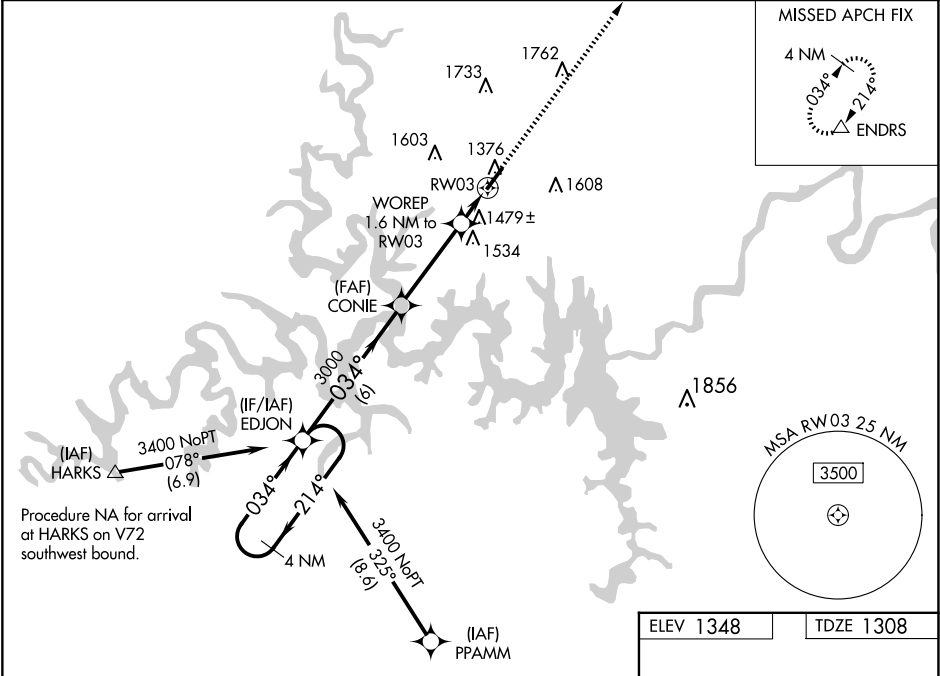 MISSED APCH FIX
4 NM
034°
214°
ENDRS
1762
1733
1603
1376
RW03
1608
WOREP
1.6 NM to
RW03
1479±
1534
(FAF)
CONIE
3000
034°
(6)
1856
(IF/IAF)
EDJON
(IAF)
HARKS
3400 NoPT
078°
(6.9)
034°
214°
4 NM
Procedure NA for arrival
at HARKS on V72
southwest bound.
3400 NoPT
325°
(8.6)
(IAF)
PPAMM
MSA RW03 25 NM
3500
ELEV 1348
TDZE 1308